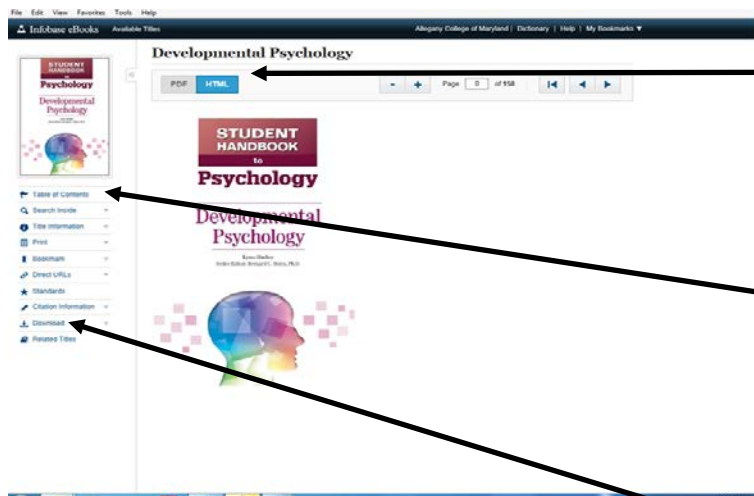 File Edit View Favorites Tools Help
Infobase eBooks Available Titles Allegany College of Maryland | Dictionary | Help | My Bookmarks ▼
Developmental Psychology
PDF HTML - + Page 0 of 158
STUDENT
HANDBOOK
to
Psychology
Developmental
Psychology
Table of Contents
Search Inside
Title Information
Print
Bookmark
Direct URLs
Standards
Citation Information
Download
Related Titles
STUDENT
HANDBOOK
to
Psychology
Developmental
Psychology